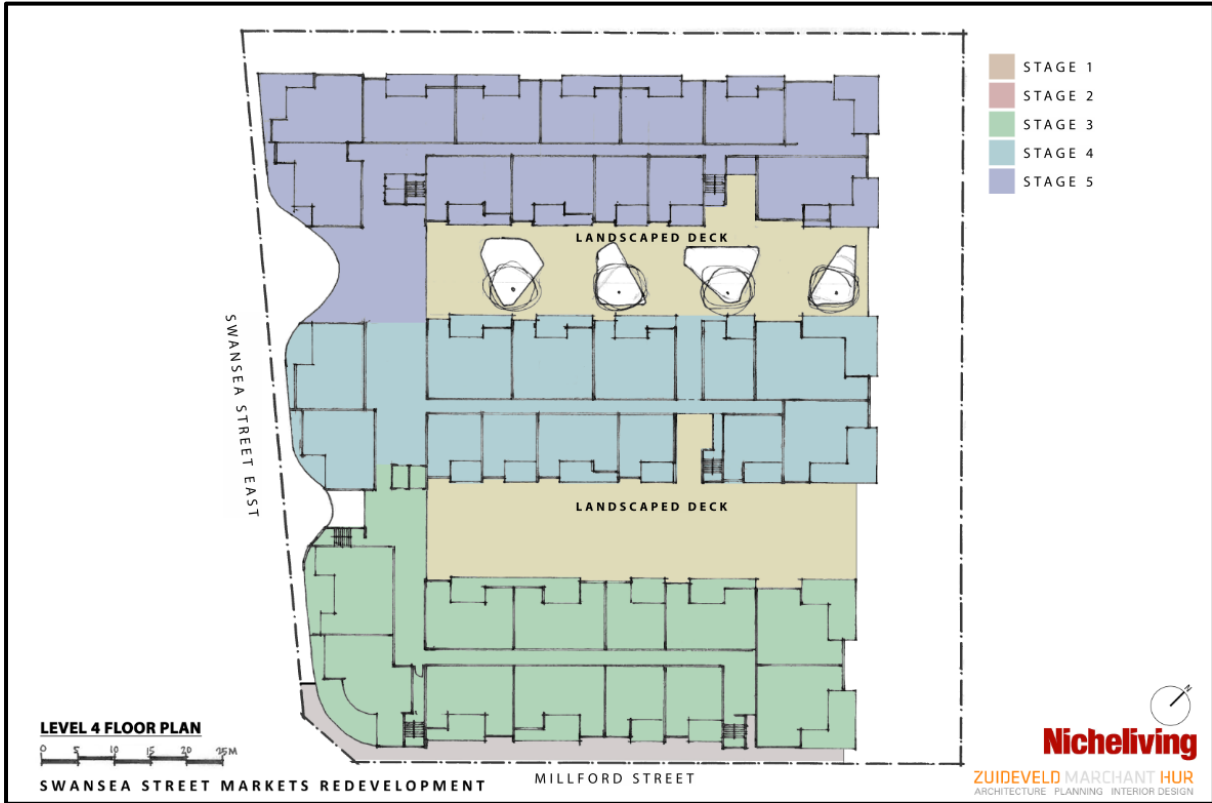 STAGE 1
STAGE 2
STAGE 3
STAGE 4
STAGE 5
LANDSCAPED DECK
SWANSEA STREET EAST
LANDSCAPED DECK
LEVEL 4 FLOOR PLAN
0 5 10 15 20 25M
SWANSEA STREET MARKETS REDEVELOPMENT
MILLFORD STREET
N
Nicheliving
ZUIDEVELD MARCHANT HUR
ARCHITECTURE PLANNING INTERIOR DESIGN